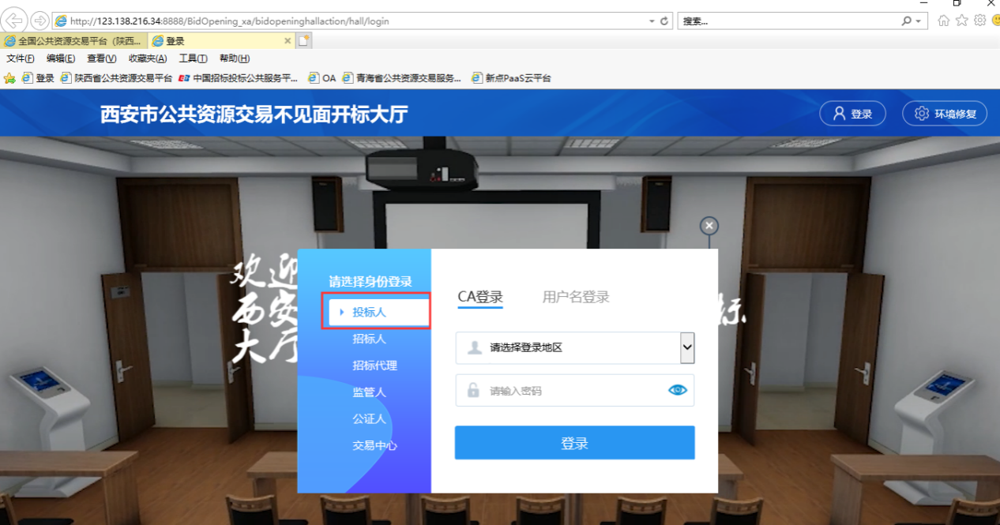 http://123.138.216.34:8888/BidOpening_xa/bidopeninghallaction/hall/login
搜索...
全国公共资源交易平台（陕西...
登录
文件(F) 编辑(E) 查看(V) 收藏夹(A) 工具(T) 帮助(H)
登录 陕西省公共资源交易平台 中国招标投标公共服务平... OA 青海省公共资源交易服务... 新点PaaS云平台
西安市公共资源交易不见面开标大厅
登录
环境修复
欢迎
西安
标
大厅
请选择身份登录
投标人
招标人
招标代理
监管人
公证人
交易中心
CA登录 用户名登录
请选择登录地区
请输入密码
登录